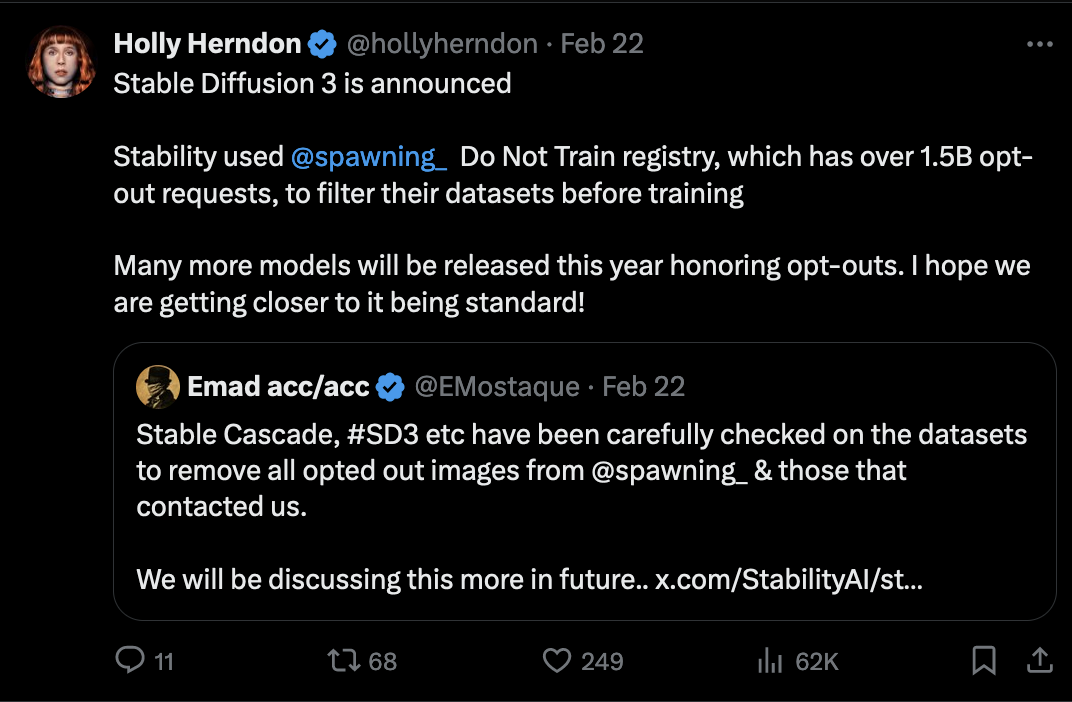 Holly Herndon @hollyherndon · Feb 22
Stable Diffusion 3 is announced
Stability used @spawning_ Do Not Train registry, which has over 1.5B opt-
out requests, to filter their datasets before training
Many more models will be released this year honoring opt-outs. I hope we
are getting closer to it being standard!
Emad acc/acc @EMostaque · Feb 22
Stable Cascade, #SD3 etc have been carefully checked on the datasets
to remove all opted out images from @spawning_ & those that
contacted us.
We will be discussing this more in future.. x.com/StabilityAI/st...
11 68 249 62K